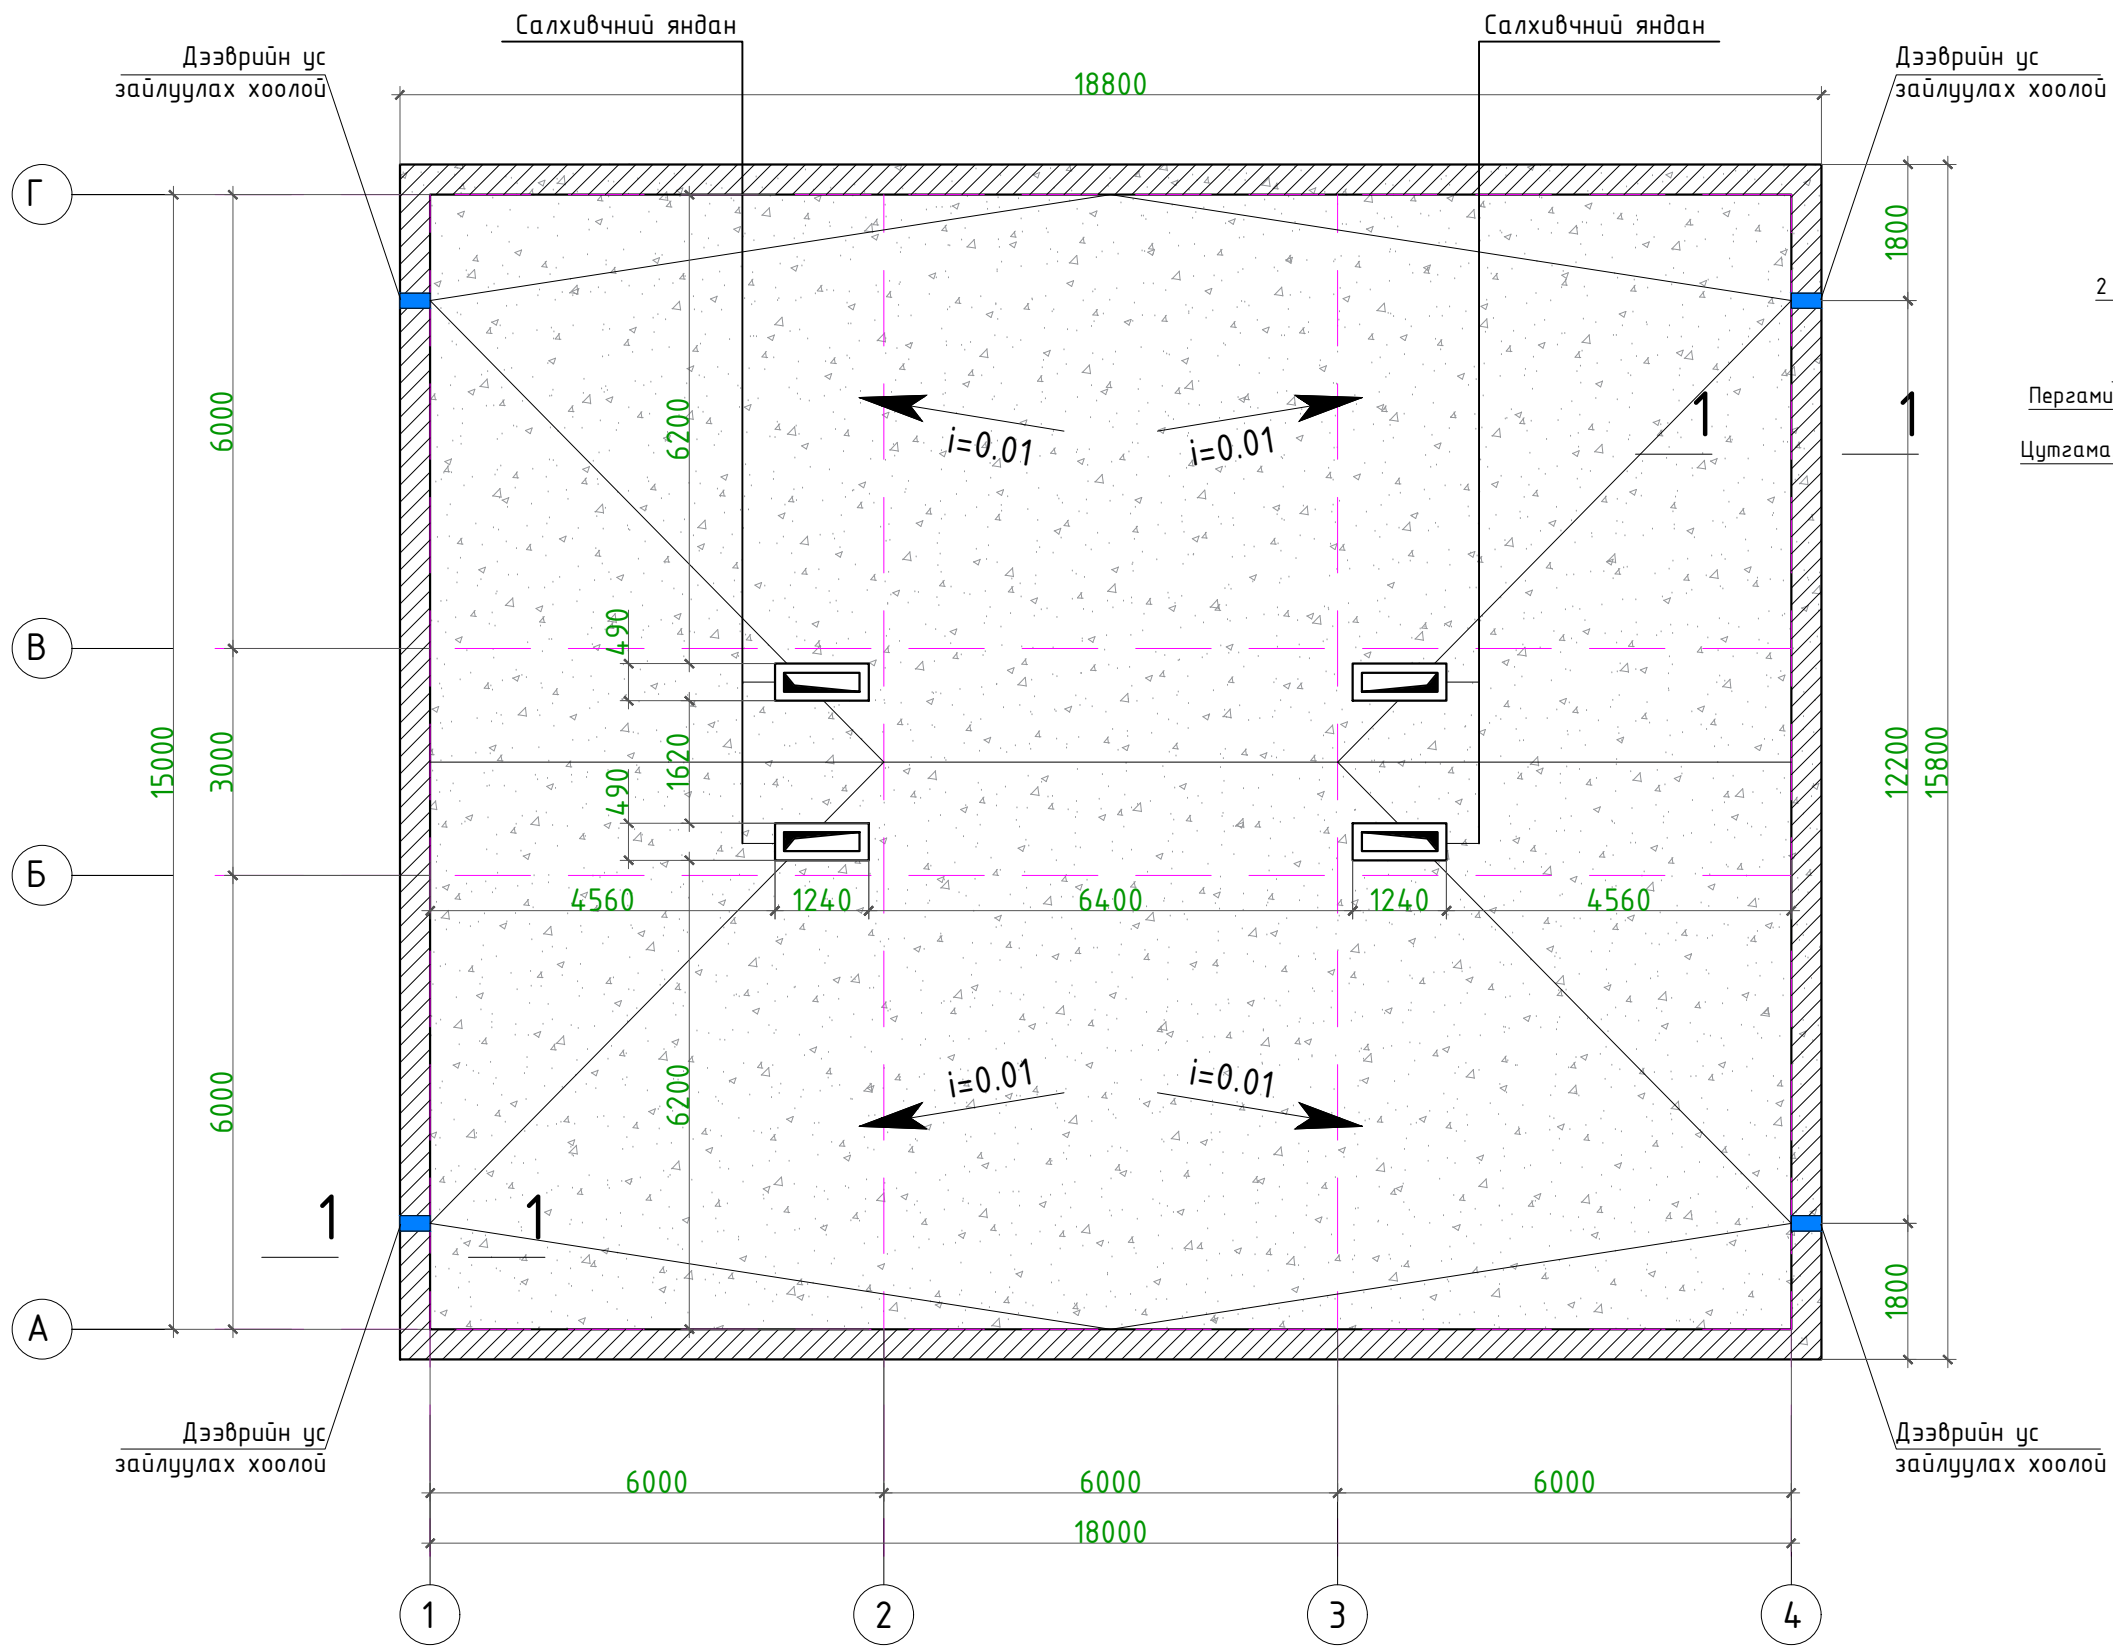 Салхивчний яндан
Салхивчний яндан
Дээврийн ус
зайлуулах хоолой
Дээврийн ус
зайлуулах хоолой
18800
Г
1800
2
6000
6200
i=0.01
i=0.01
1
1
Пергами
Цутгама
490
В
15000
3000
1620
490
12200
15800
Б
4560
1240
6400
1240
4560
6000
6200
i=0.01
i=0.01
1
1
1800
А
Дээврийн ус
зайлуулах хоолой
Дээврийн ус
зайлуулах хоолой
6000
6000
6000
18000
1
2
3
4